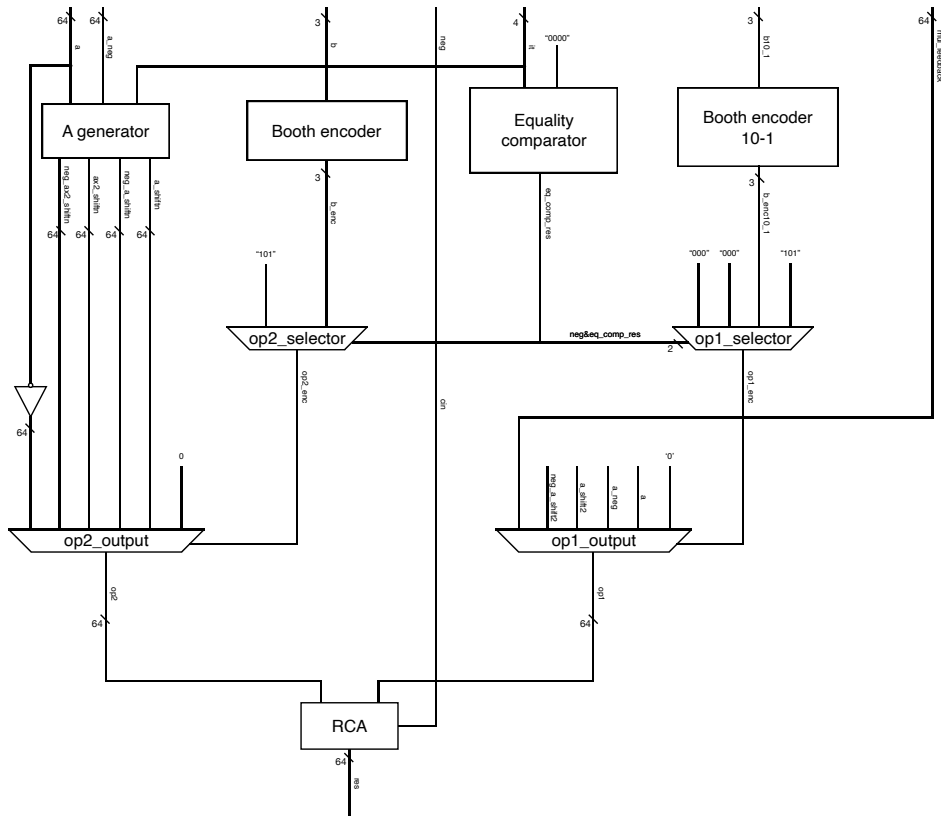 64
a
64
a_neg
3
b
neg
4
it
"0000"
3
b10_1
64
A generator
Booth encoder
Equality
comparator
Booth encoder
10-1
neg_ax2_shiftn
64
ax2_shiftn
64
neg_a_shiftn
64
a_shiftn
64
3
b_enc
eq_comp_res
3
b_enc10_1
"101"
"000"
"000"
"101"
op2_selector
neg&eq_comp_res
2
op1_selector
op2_enc
cin
op1_enc
64
0
neg_a_shift2
a_shift2
a_neg
a
'0'
op2_output
op1_output
op2
64
op1
64
RCA
64
res